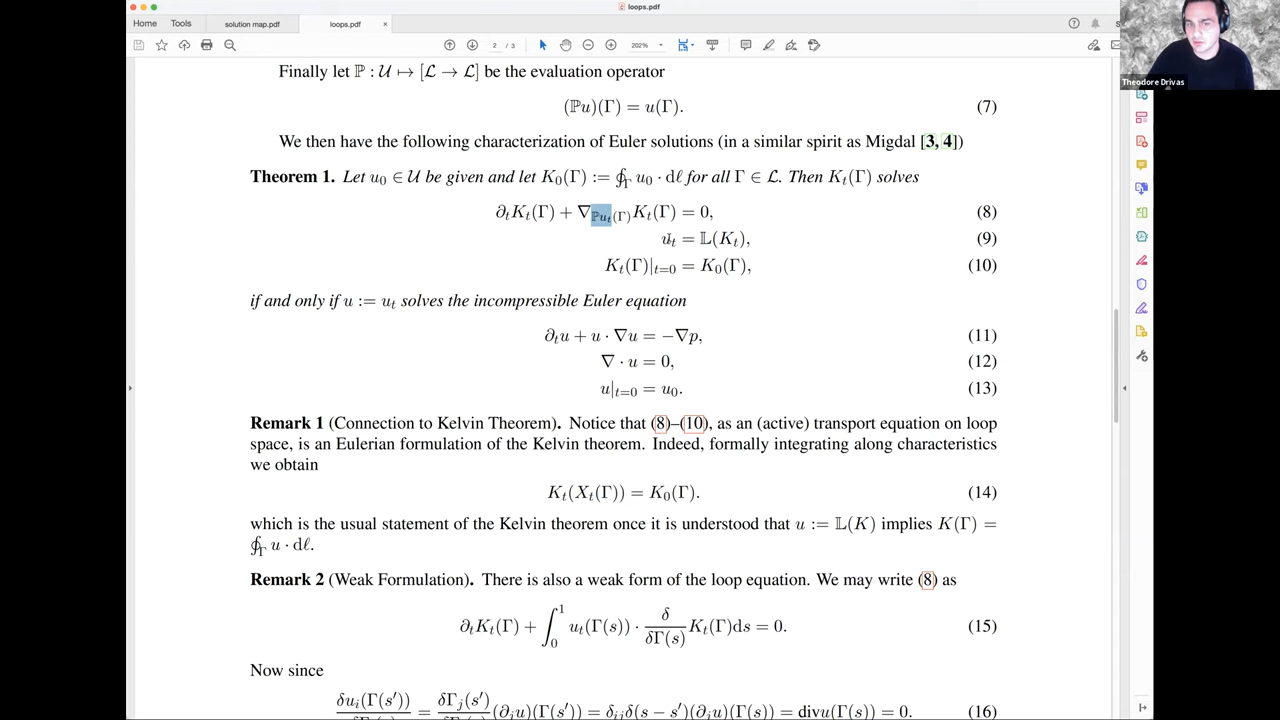 loops.pdf
Home Tools solution map.pdf loops.pdf ×
2 / 3 202%
Theodore Drivas
Finally let ℙ : 𝒰 ↦ [ℒ → ℒ] be the evaluation operator
(ℙu)(Γ) = u(Γ). (7)
We then have the following characterization of Euler solutions (in a similar spirit as Migdal [3, 4])
Theorem 1. Let u₀ ∈ 𝒰 be given and let K₀(Γ) := ∮_Γ u₀ · dℓ for all Γ ∈ ℒ. Then K_t(Γ) solves
∂_t K_t(Γ) + ∇_{ℙu_t(Γ)} K_t(Γ) = 0, (8)
u_t = 𝕃(K_t), (9)
K_t(Γ)|_{t=0} = K₀(Γ), (10)
if and only if u := u_t solves the incompressible Euler equation
∂_t u + u · ∇u = −∇p, (11)
∇ · u = 0, (12)
u|_{t=0} = u₀. (13)
Remark 1 (Connection to Kelvin Theorem). Notice that (8)–(10), as an (active) transport equation on loop
space, is an Eulerian formulation of the Kelvin theorem. Indeed, formally integrating along characteristics
we obtain
K_t(X_t(Γ)) = K₀(Γ). (14)
which is the usual statement of the Kelvin theorem once it is understood that u := 𝕃(K) implies K(Γ) =
∮_Γ u · dℓ.
Remark 2 (Weak Formulation). There is also a weak form of the loop equation. We may write (8) as
∂_t K_t(Γ) + ∫₀¹ u_t(Γ(s)) · δ/δΓ(s) K_t(Γ)ds = 0. (15)
Now since
δu_i(Γ(s′)) / = δΓ_j(s′) / (∂_j u)(Γ(s′)) = δ_{ij}δ(s − s′)(∂_j u)(Γ(s)) = divu(Γ(s)) = 0. (16)